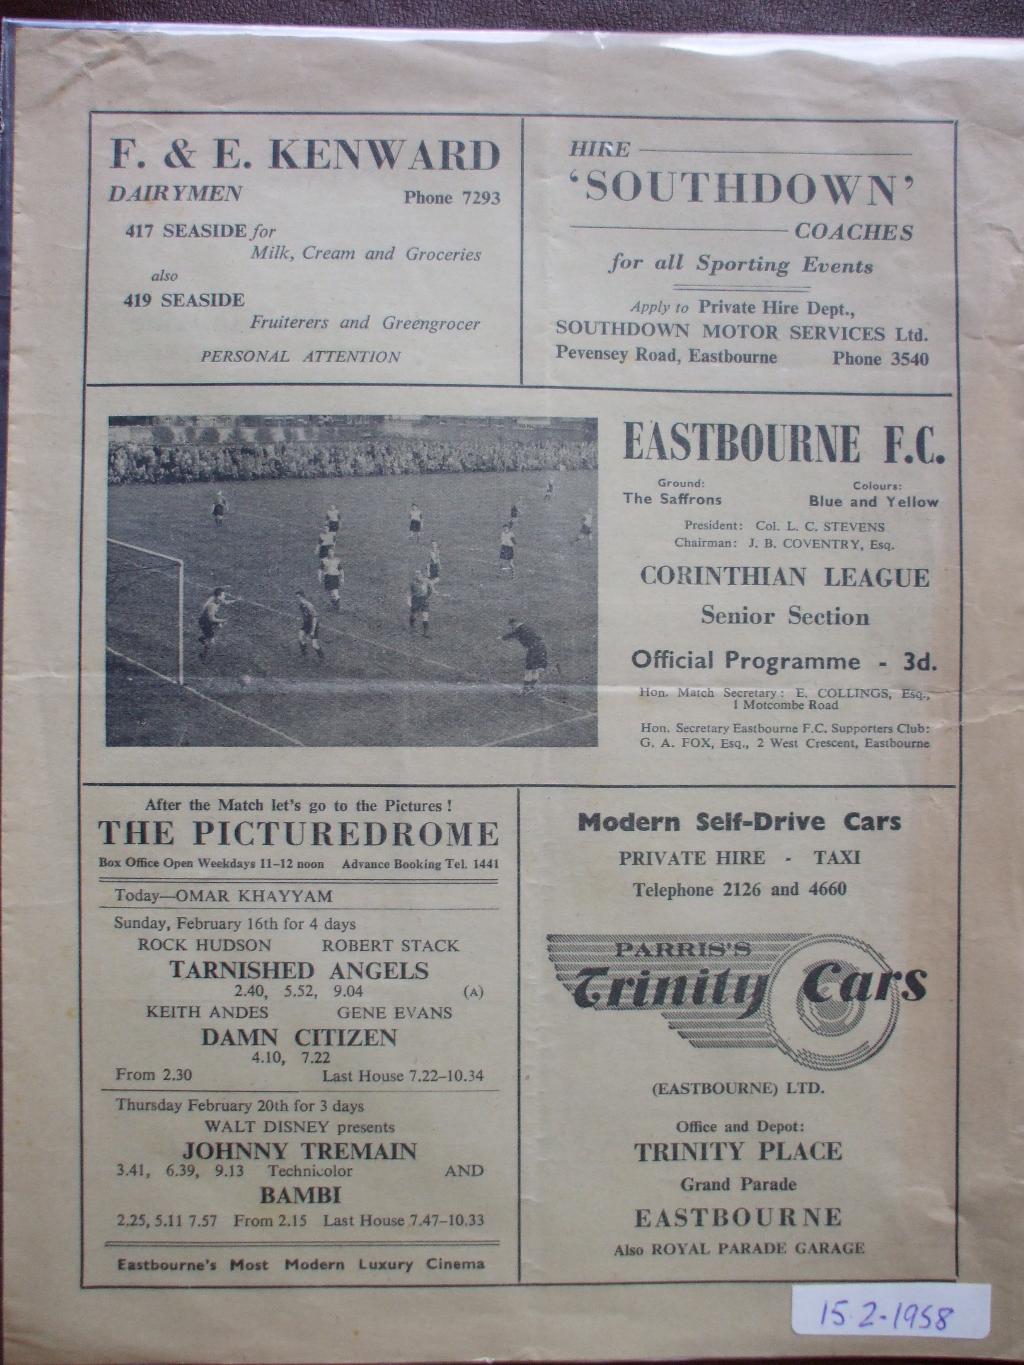 F. & E. KENWARD
DAIRYMEN Phone 7293
417 SEASIDE for
Milk, Cream and Groceries
also
419 SEASIDE
Fruiterers and Greengrocer
PERSONAL ATTENTION
HIRE
'SOUTHDOWN'
COACHES
for all Sporting Events
Apply to Private Hire Dept.,
SOUTHDOWN MOTOR SERVICES Ltd.
Pevensey Road, Eastbourne Phone 3540
EASTBOURNE F.C.
Ground: Colours:
The Saffrons Blue and Yellow
President: Col. L. C. STEVENS
Chairman: J. B. COVENTRY, Esq.
CORINTHIAN LEAGUE
Senior Section
Official Programme - 3d.
Hon. Match Secretary: E. COLLINGS, Esq.,
1 Motcombe Road
Hon. Secretary Eastbourne F.C. Supporters Club:
G. A. FOX, Esq., 2 West Crescent, Eastbourne
After the Match let's go to the Pictures!
THE PICTUREDROME
Box Office Open Weekdays 11-12 noon Advance Booking Tel. 1441
Today—OMAR KHAYYAM
Sunday, February 16th for 4 days
ROCK HUDSON ROBERT STACK
TARNISHED ANGELS
2.40, 5.52, 9.04 (A)
KEITH ANDES GENE EVANS
DAMN CITIZEN
4.10, 7.22
From 2.30 Last House 7.22-10.34
Thursday February 20th for 3 days
WALT DISNEY presents
JOHNNY TREMAIN
3.41, 6.39, 9.13 Technicolor AND
BAMBI
2.25, 5.11 7.57 From 2.15 Last House 7.47-10.33
Eastbourne's Most Modern Luxury Cinema
Modern Self-Drive Cars
PRIVATE HIRE - TAXI
Telephone 2126 and 4660
PARRIS'S
Trinity Cars
(EASTBOURNE) LTD.
Office and Depot:
TRINITY PLACE
Grand Parade
EASTBOURNE
Also ROYAL PARADE GARAGE
15.2-1958